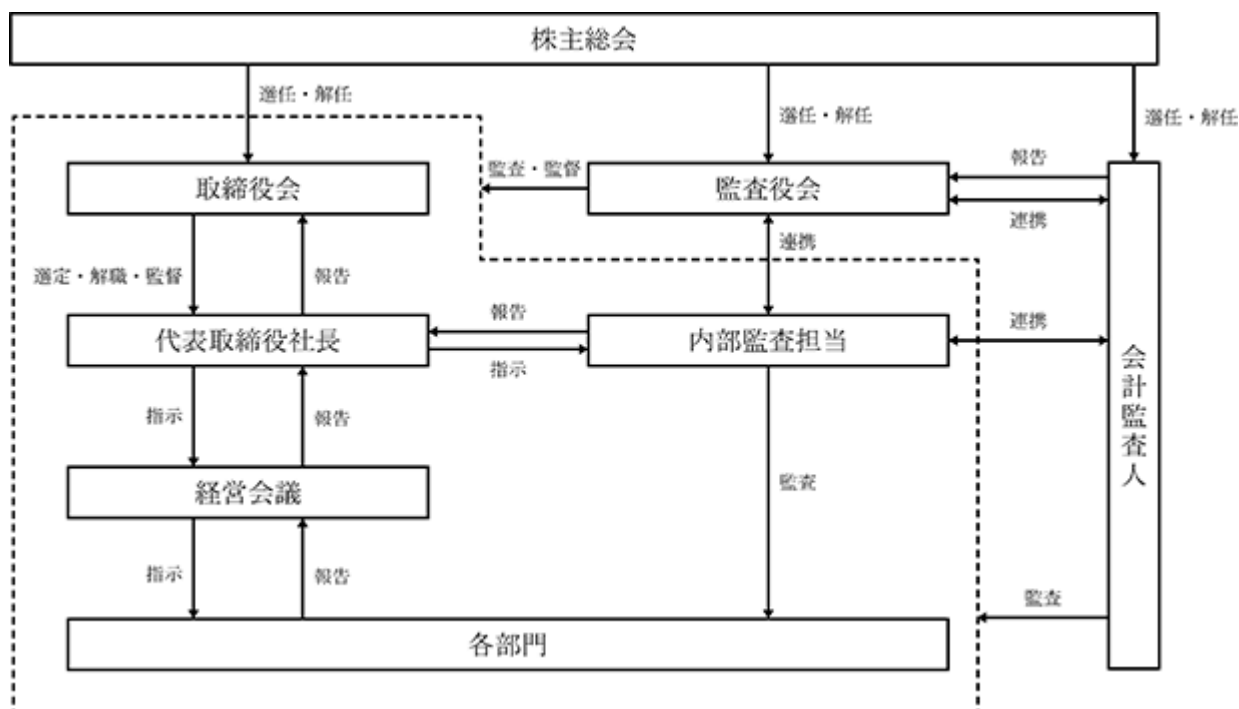 株主総会
選任・解任
選任・解任
選任・解任
取締役会
監査・監督
監査役会
報告
連携
連携
選定・解職・監督
報告
代表取締役社長
報告
指示
内部監査担当
連携
会計監査人
指示
報告
経営会議
監査
指示
報告
監査
各部門